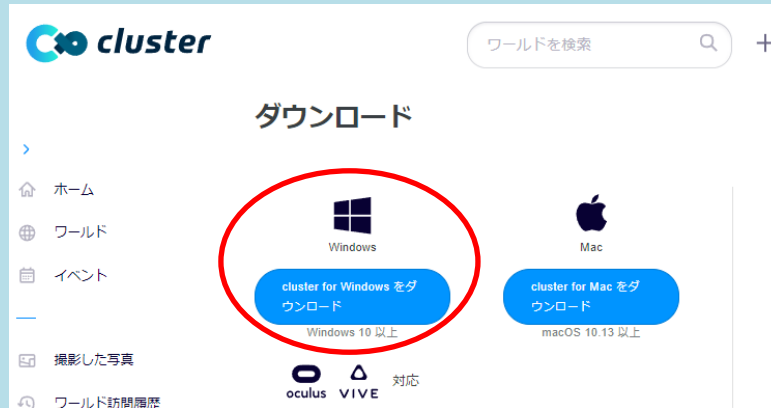 cluster
ワールドを検索
ダウンロード
ホーム
ワールド
イベント
撮影した写真
ワールド訪問履歴
Windows
cluster for Windows をダ
ウンロード
Windows 10 以上
Mac
cluster for Mac をダ
ウンロード
macOS 10.13 以上
oculus VIVE 対応